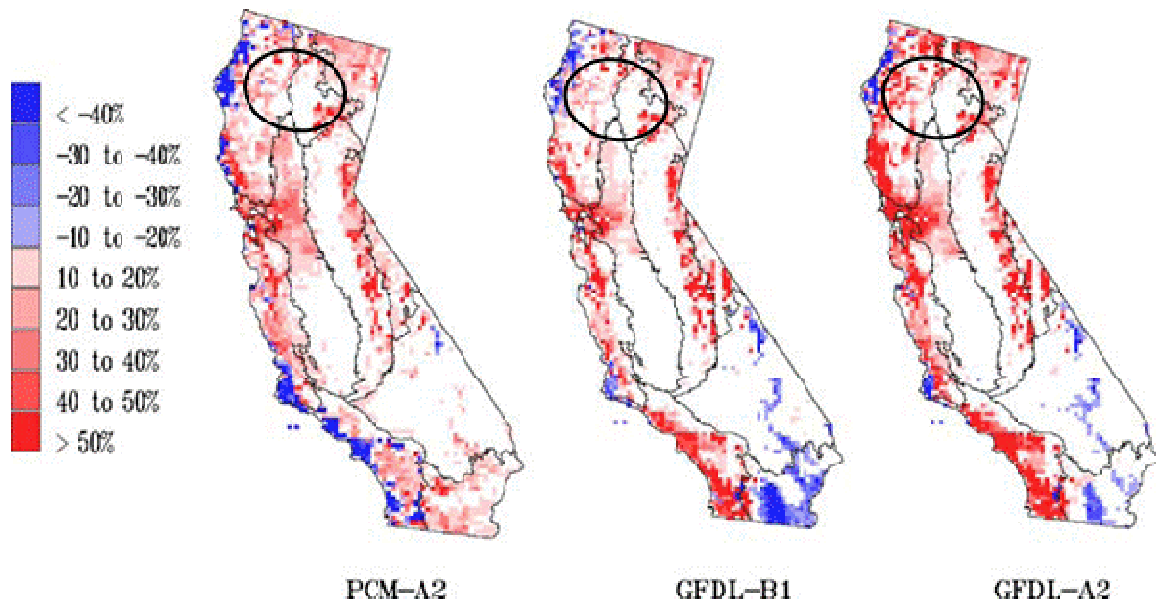 < -40%
-30 to -40%
-20 to -30%
-10 to -20%
10 to 20%
20 to 30%
30 to 40%
40 to 50%
> 50%
PCM-A2
GFDL-B1
GFDL-A2